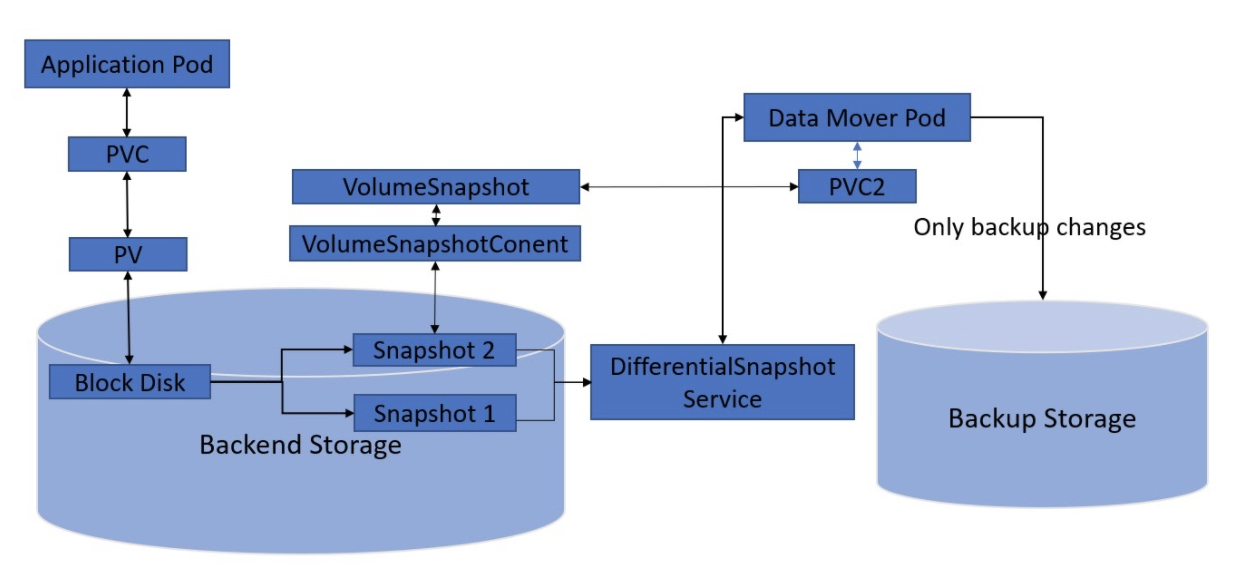 Application Pod
PVC
PV
VolumeSnapshot
VolumeSnapshotConent
Snapshot 2
Block Disk
Snapshot 1
Backend Storage
DifferentialSnapshot
Service
Data Mover Pod
PVC2
Only backup changes
Backup Storage